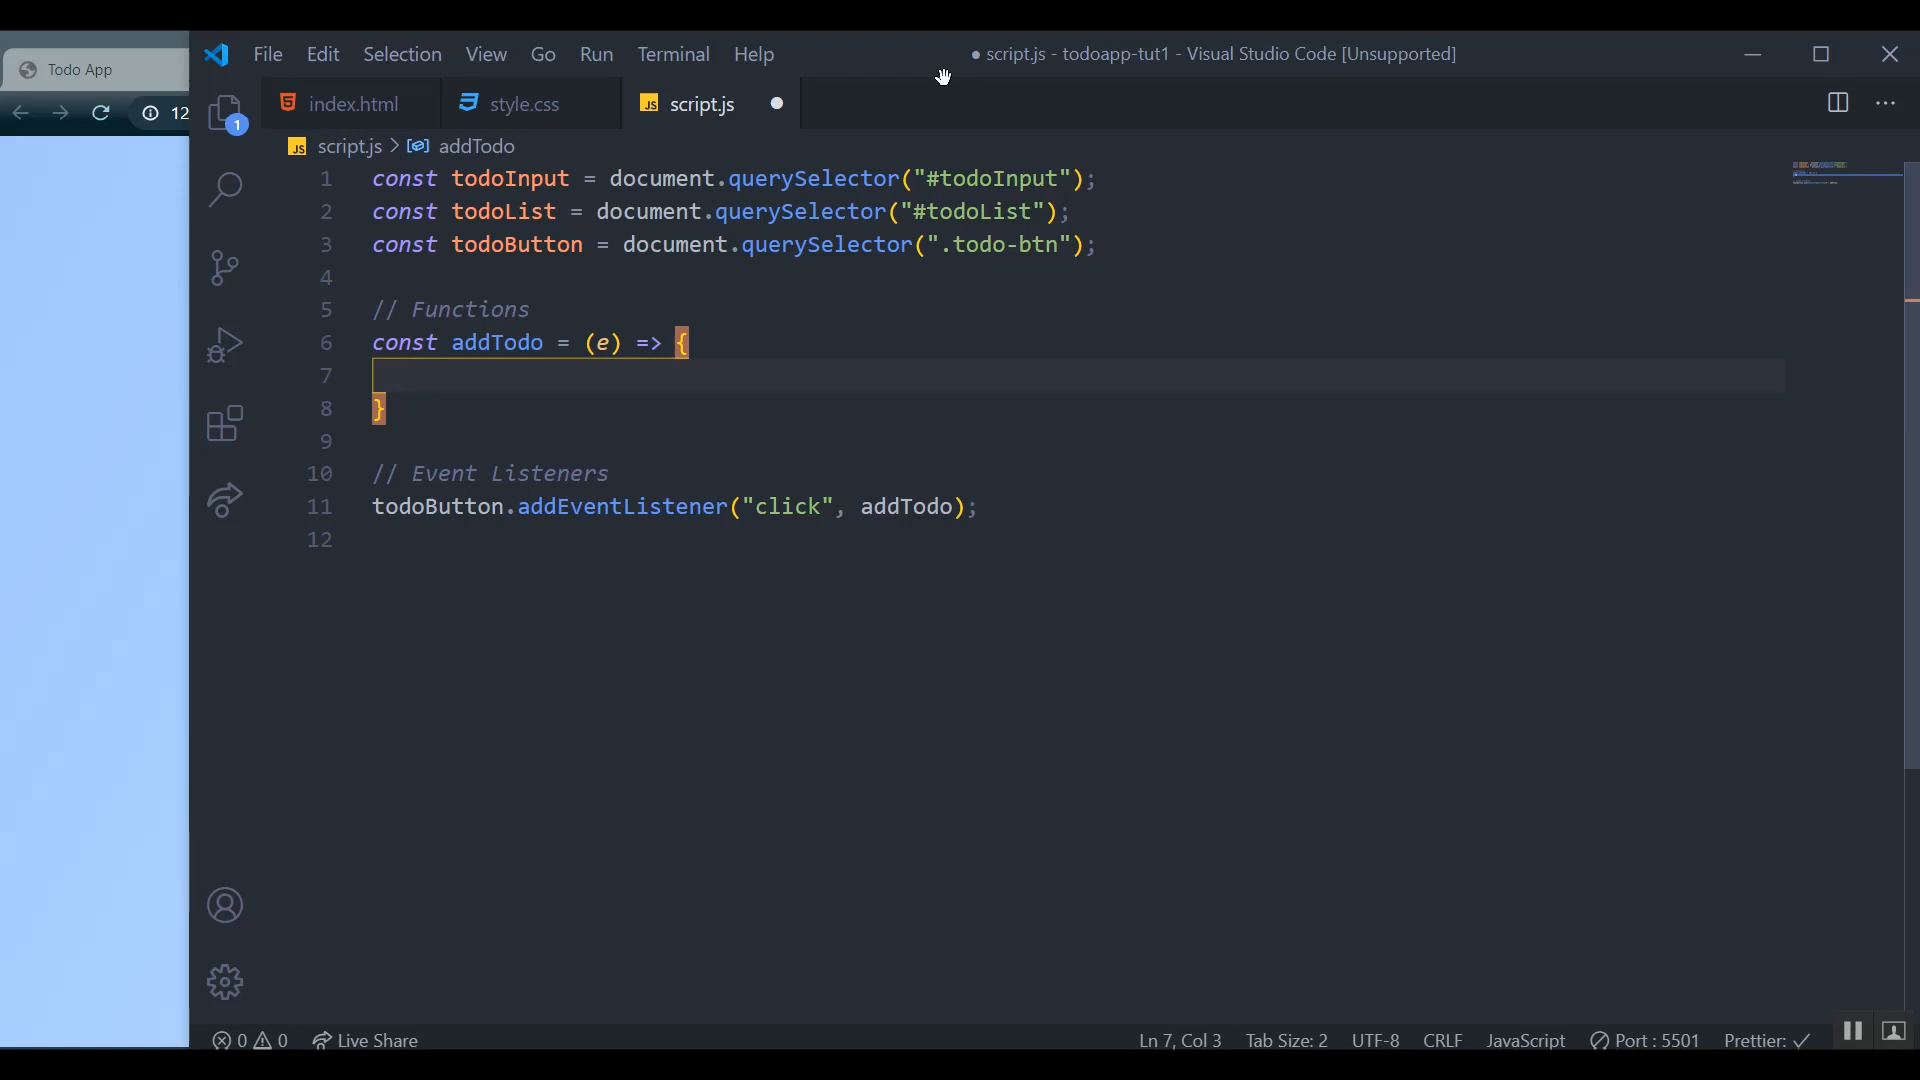 Todo App
12
File Edit Selection View Go Run Terminal Help
● script.js - todoapp-tut1 - Visual Studio Code [Unsupported]
1
index.html
style.css
JS script.js
JS script.js > addTodo
1 const todoInput = document.querySelector("#todoInput");
2 const todoList = document.querySelector("#todoList");
3 const todoButton = document.querySelector(".todo-btn");
4
5 // Functions
6 const addTodo = (e) => {
7
8 }
9
10 // Event Listeners
11 todoButton.addEventListener("click", addTodo);
12
0 0 Live Share Ln 7, Col 3 Tab Size: 2 UTF-8 CRLF JavaScript Port : 5501 Prettier: ✓